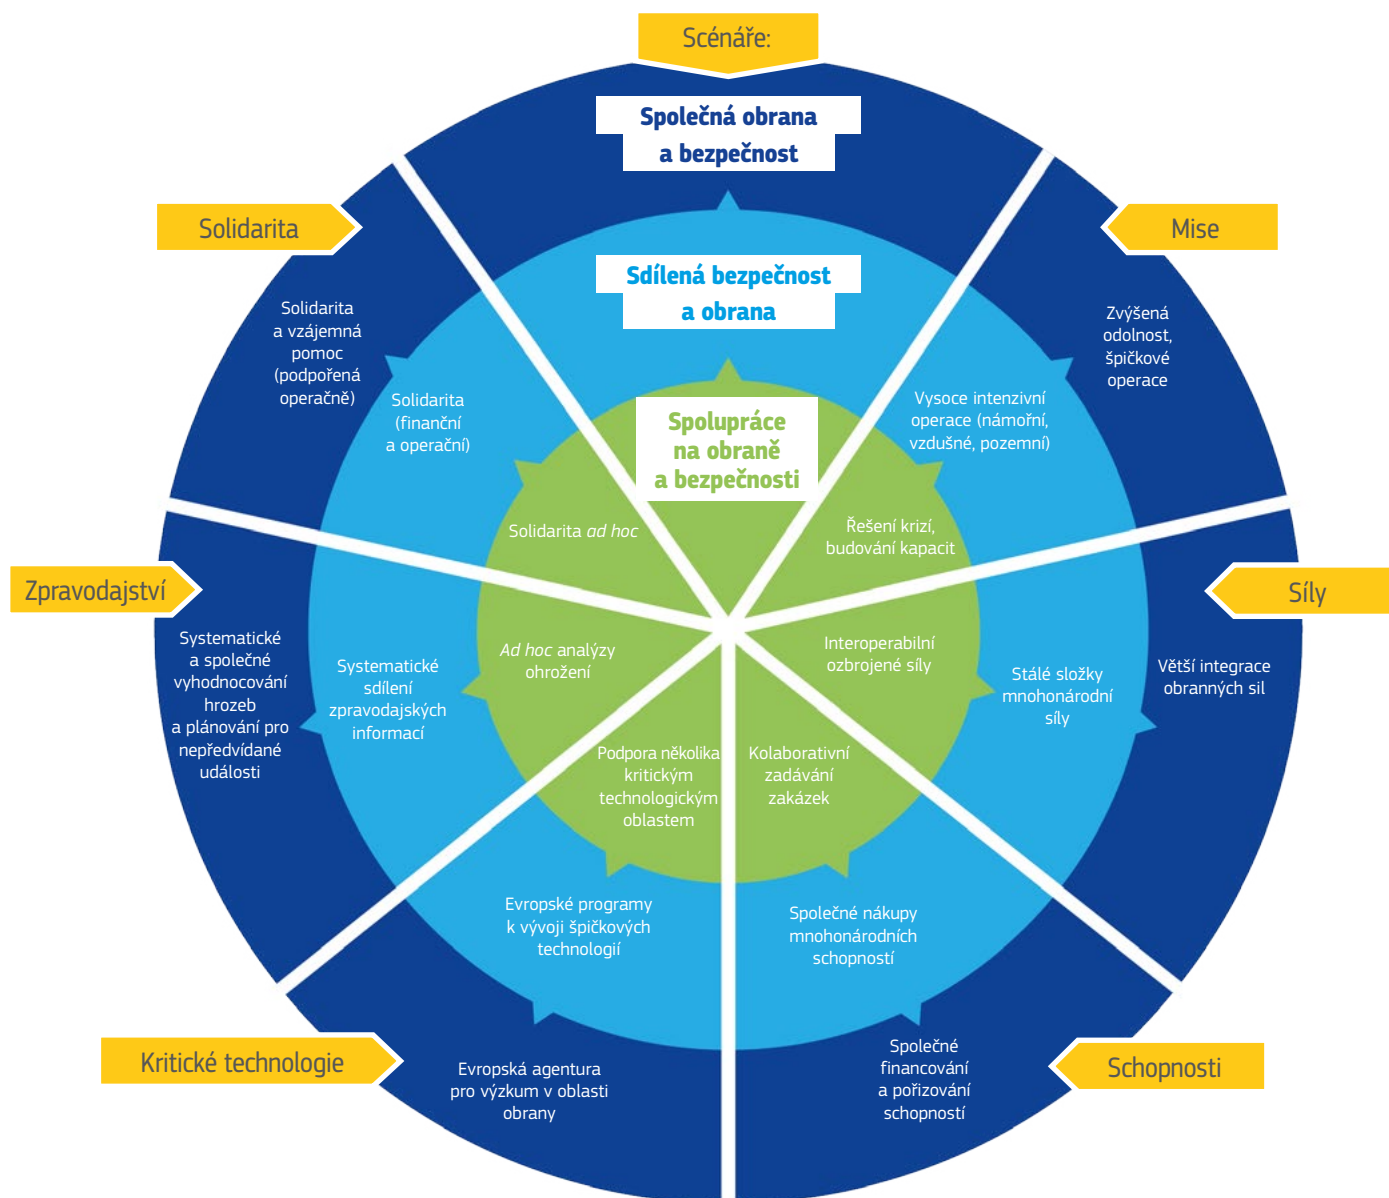 Scénáře:
Společná obrana
a bezpečnost
Sdílená bezpečnost
a obrana
Spolupráce
na obraně
a bezpečnosti
Mise
Zvýšená
odolnost,
špičkové
operace
Vysoce intenzivní
operace (námořní,
vzdušné, pozemní)
Řešení krizí,
budování kapacit
Síly
Větší integrace
obranných sil
Stálé složky
mnohonárodní
síly
Interoperabilní
ozbrojené síly
Schopnosti
Společné
financování
a pořizování
schopností
Společné nákupy
mnohonárodních
schopností
Kolaborativní
zadávání
zakázek
Kritické technologie
Evropská agentura
pro výzkum v oblasti
obrany
Evropské programy
k vývoji špičkových
technologií
Podpora několika
kritickým
technologickým
oblastem
Zpravodajství
Systematické
a společné
vyhodnocování
hrozeb
a plánování pro
nepředvídané
události
Systematické
sdílení
zpravodajských
informací
Ad hoc analýzy
ohrožení
Solidarita
Solidarita
a vzájemná
pomoc
(podpořená
operačně)
Solidarita
(finanční
a operační)
Solidarita ad hoc